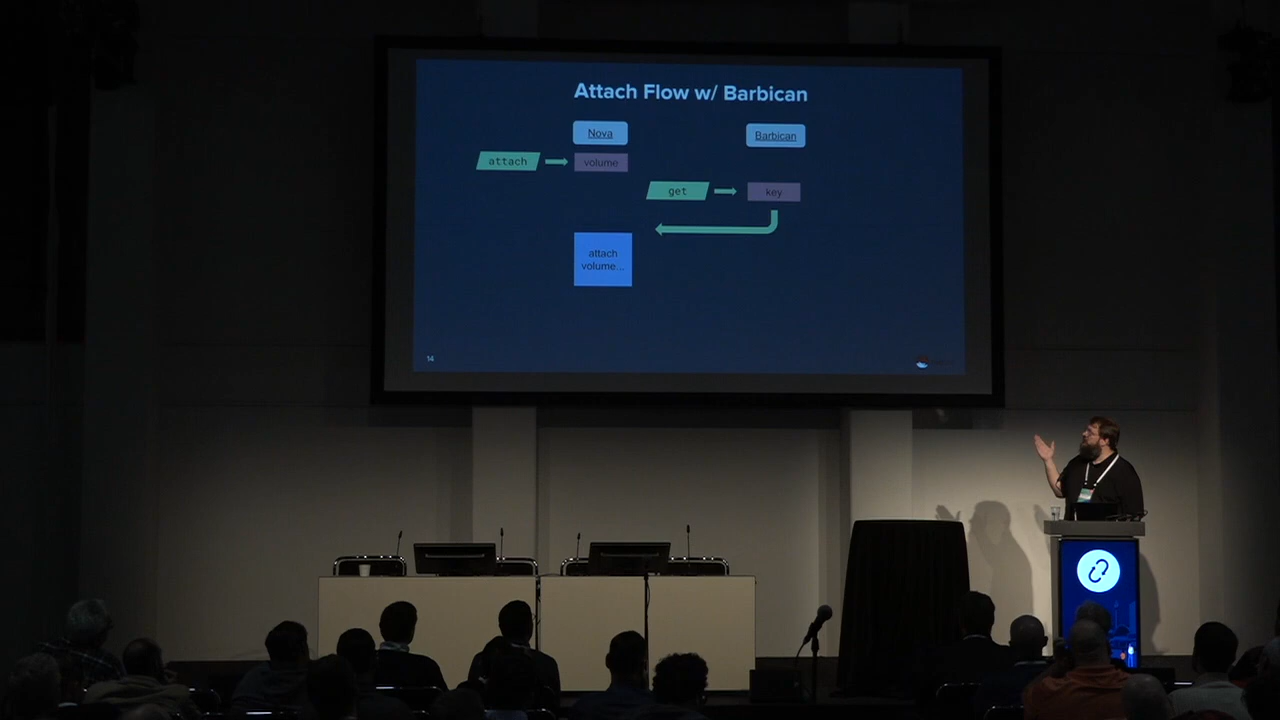 Attach Flow w/ Barbican
Nova
Barbican
attach
volume
get
key
attach
volume...
14